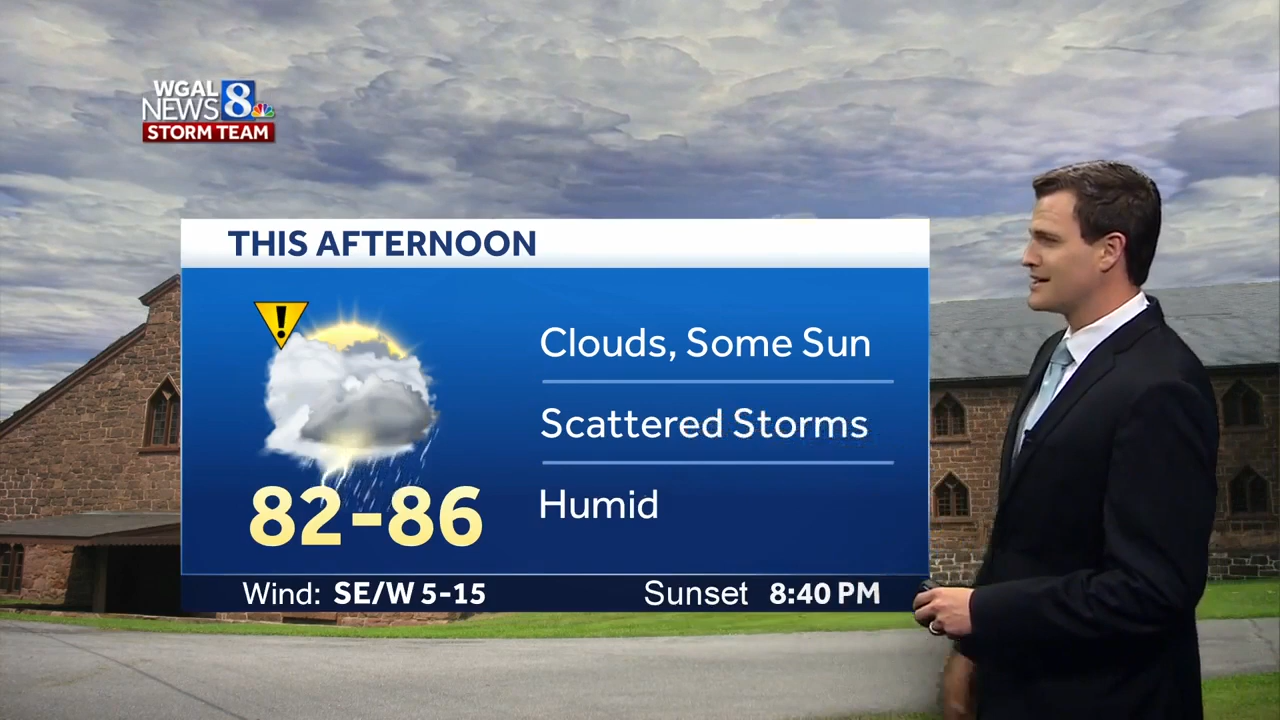 WGAL
NEWS 8
STORM TEAM
THIS AFTERNOON
Clouds, Some Sun
Scattered Storms
Humid
82-86
Wind: SE/W 5-15
Sunset 8:40 PM